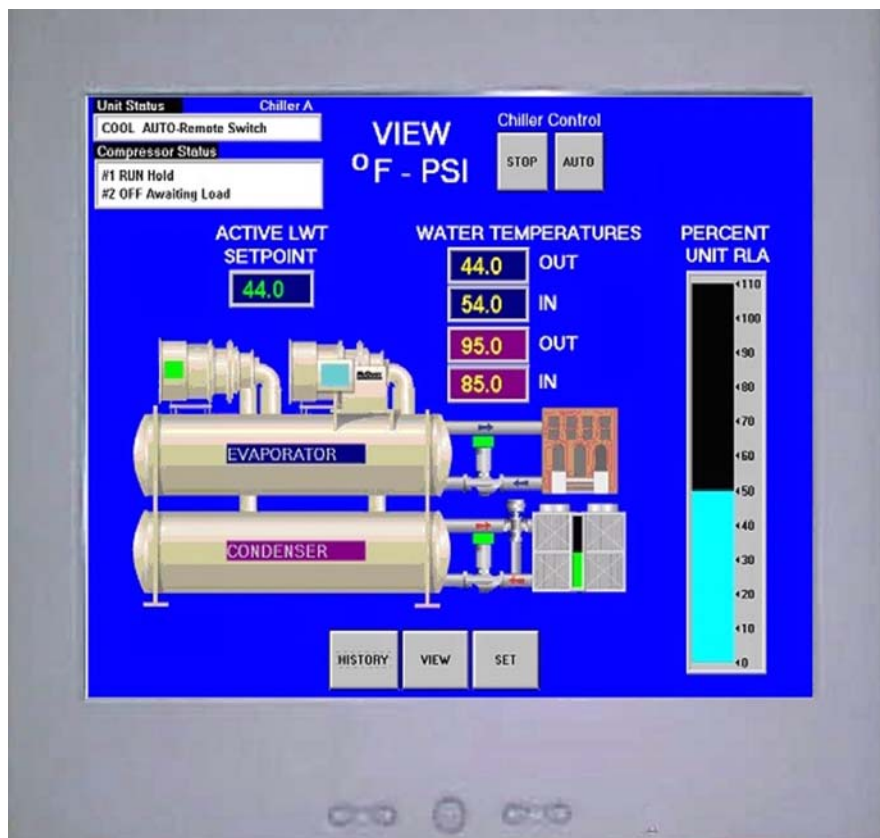 Unit Status Chiller A
COOL AUTO-Remote Switch
Compressor Status
#1 RUN Hold
#2 OFF Awaiting Load
VIEW
°F - PSI
Chiller Control
STOP AUTO
ACTIVE LWT
SETPOINT
44.0
WATER TEMPERATURES
44.0 OUT
54.0 IN
95.0 OUT
85.0 IN
PERCENT
UNIT RLA
110
100
90
80
70
60
50
40
30
20
10
0
EVAPORATOR
CONDENSER
HISTORY VIEW SET